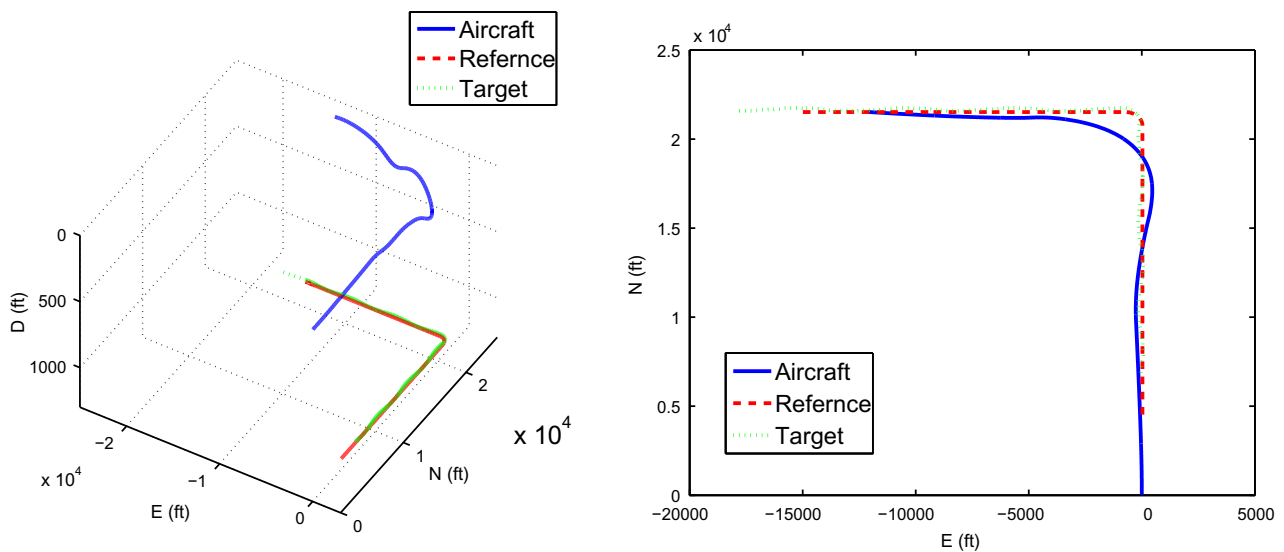 Aircraft
Refernce
Target
0
500
1000
D (ft)
−2
−1
0
x 10^4
E (ft)
0
1
2
x 10^4
N (ft)
x 10^4
2.5
2
1.5
1
0.5
0
N (ft)
Aircraft
Refernce
Target
−20000
−15000
−10000
−5000
0
5000
E (ft)